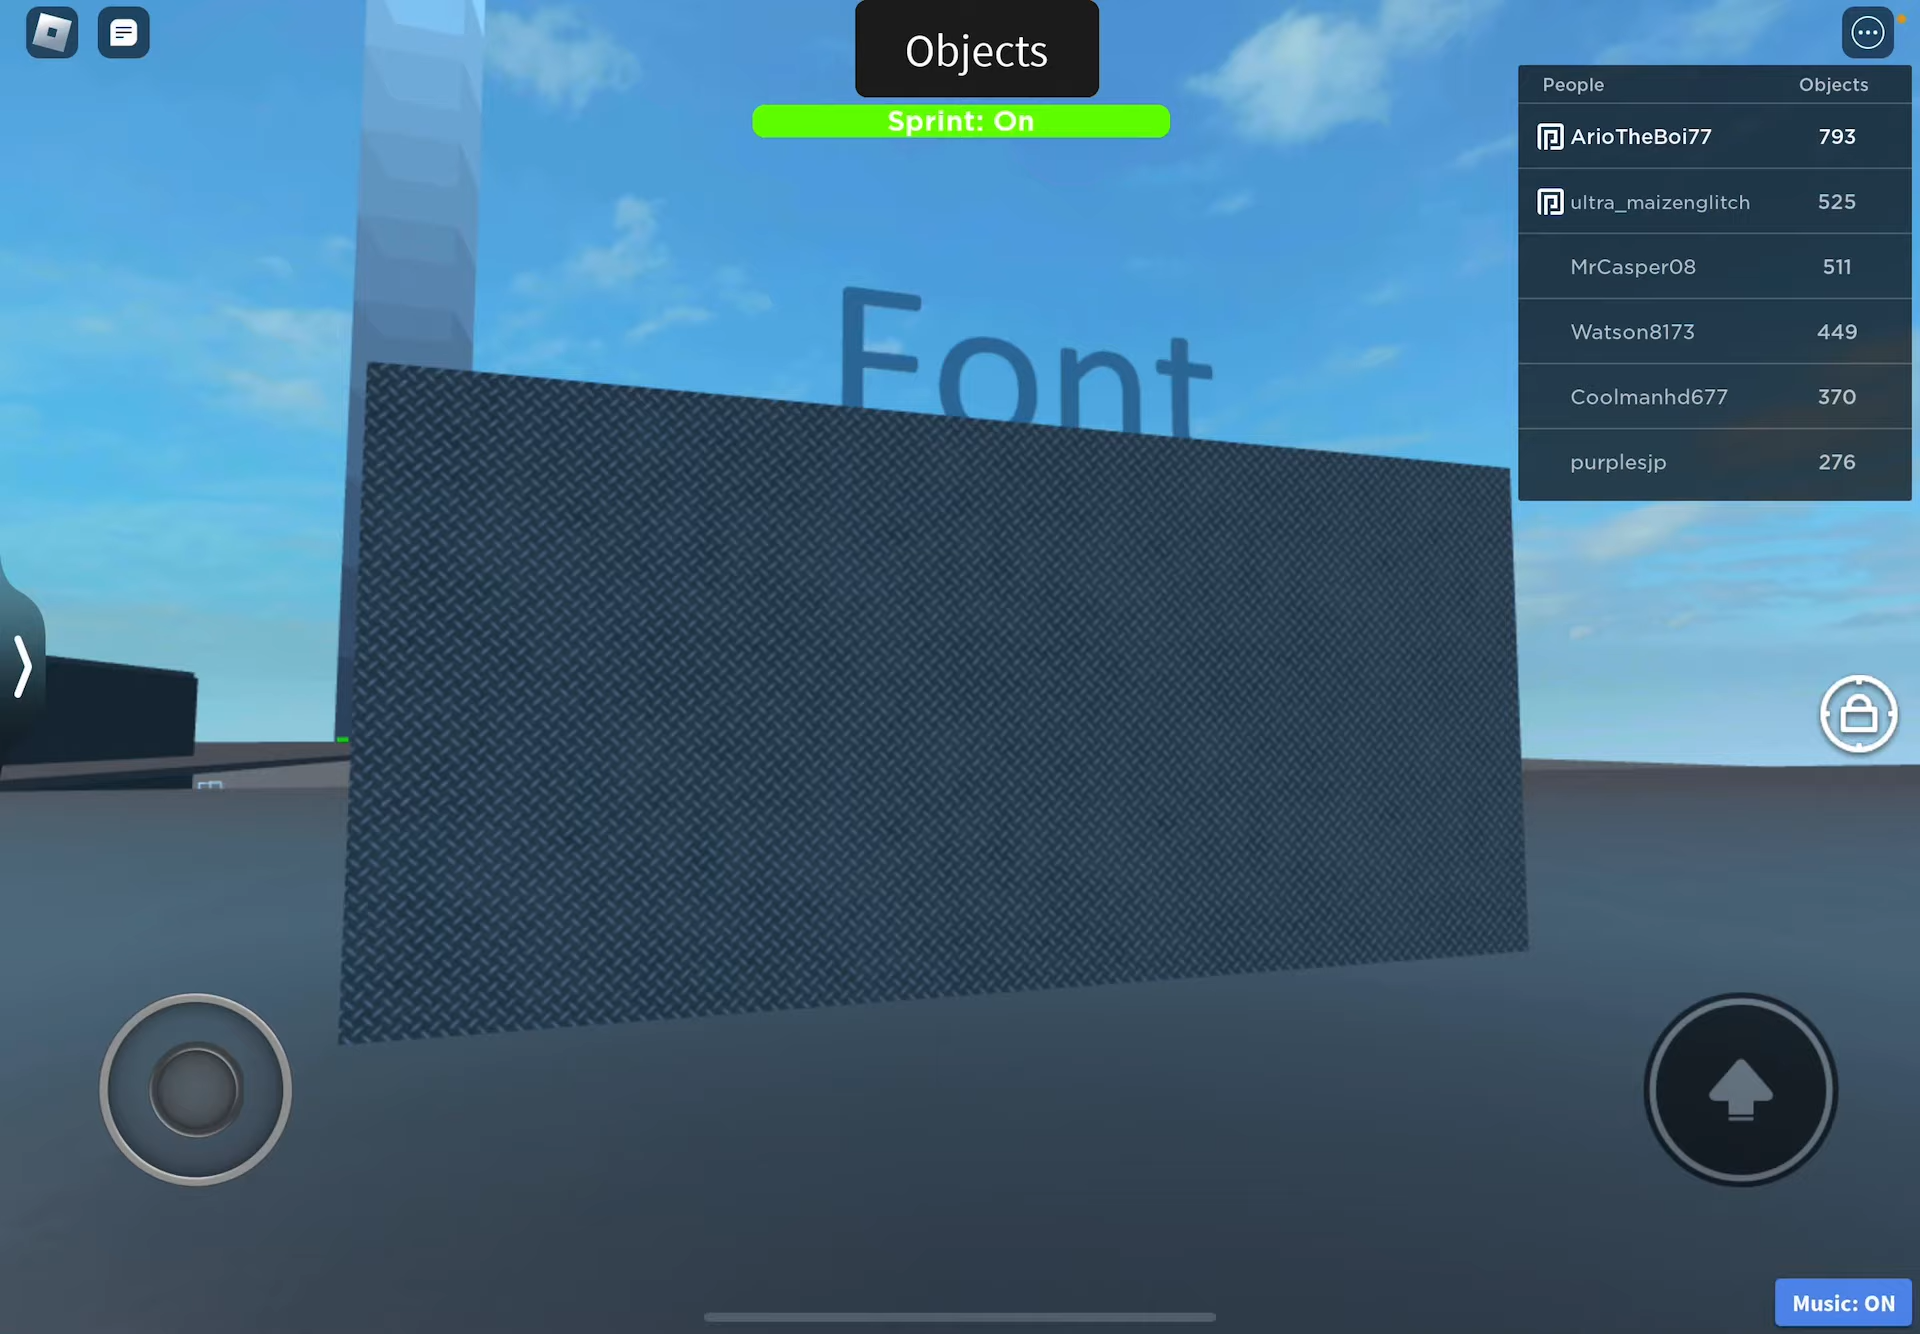 Objects
Sprint: On
People Objects
ArioTheBoi77 793
ultra_maizenglitch 525
MrCasper08 511
Watson8173 449
Coolmanhd677 370
purplesjp 276
Font
Music: ON